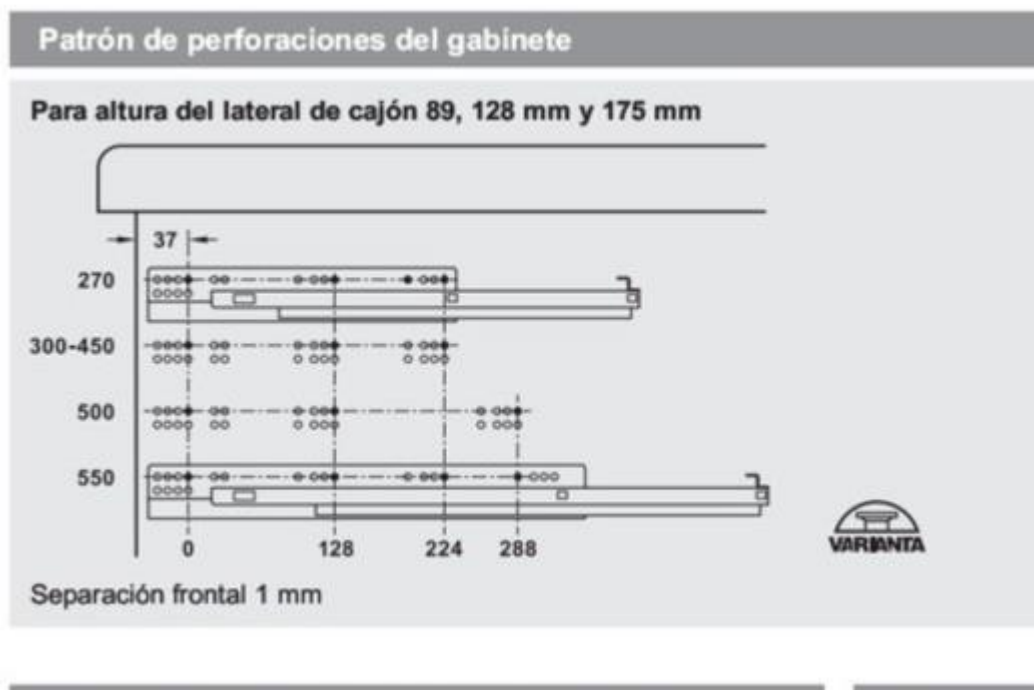 Patrón de perforaciones del gabinete
Para altura del lateral de cajón 89, 128 mm y 175 mm
37
270
300-450
500
550
0 128 224 288
VARIANTA
Separación frontal 1 mm